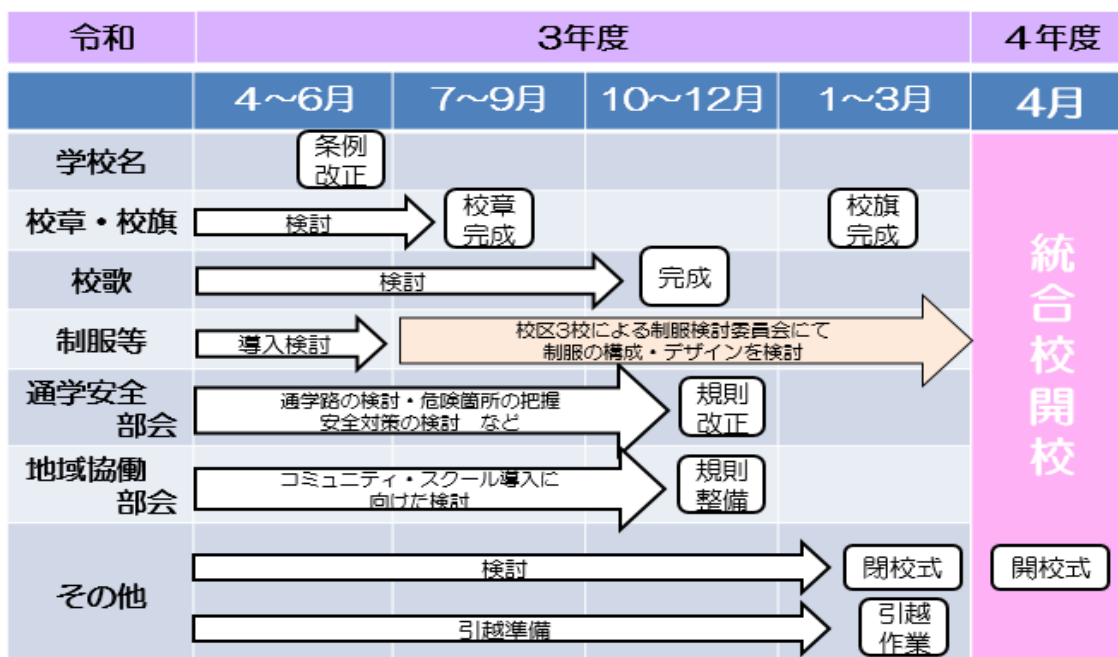 令和
3年度
4年度
4～6月
7～9月
10～12月
1～3月
4月
学校名
条例
改正
校章・校旗
検討
校章
完成
校旗
完成
校歌
検討
完成
制服等
導入検討
校区3校による制服検討委員会にて
制服の構成・デザインを検討
通学安全
部会
通学路の検討・危険箇所の把握
安全対策の検討　など
規則
改正
地域協働
部会
コミュニティ・スクール導入に
向けた検討
規則
整備
その他
検討
閉校式
開校式
引越準備
引越
作業
統合校開校